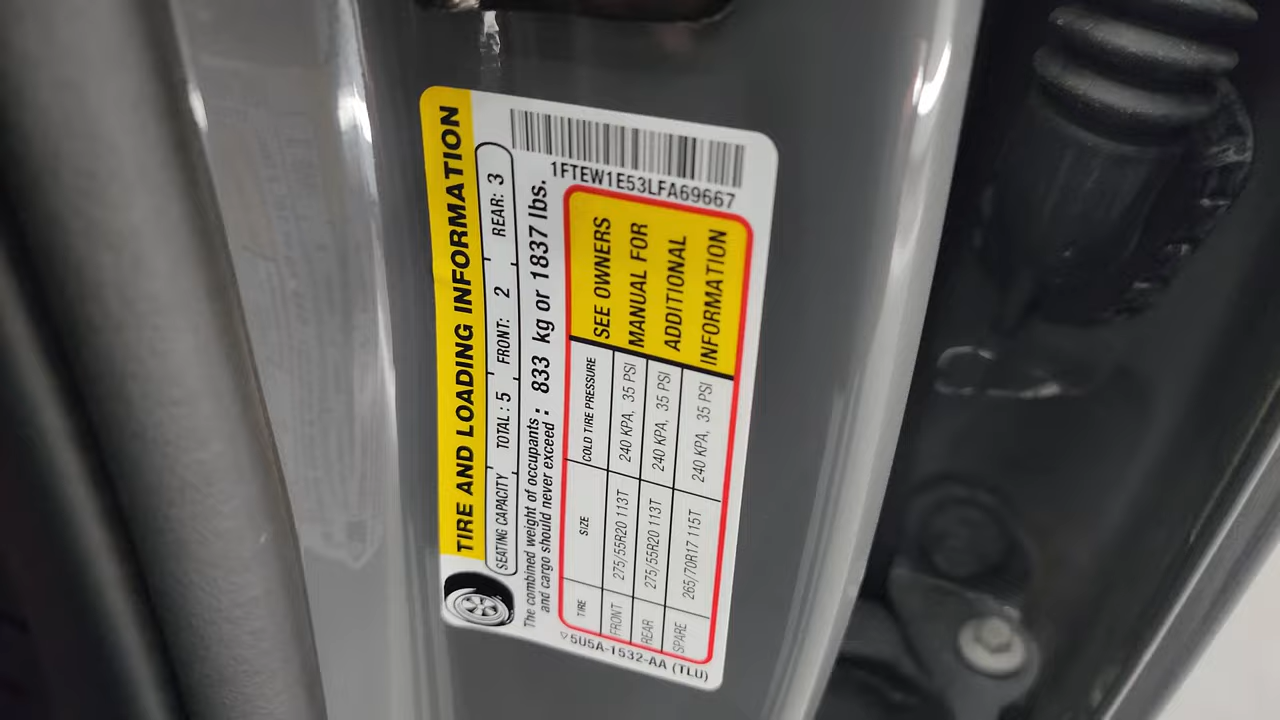 TIRE AND LOADING INFORMATION
SEATING CAPACITY TOTAL: 5 FRONT: 2 REAR: 3
The combined weight of occupants and cargo should never exceed : 833 kg or 1837 lbs.
1FTEW1E53LFA69667
TIRE SIZE COLD TIRE PRESSURE
FRONT 275/55R20 113T 240 KPA, 35 PSI
REAR 275/55R20 113T 240 KPA, 35 PSI
SPARE 265/70R17 115T 240 KPA, 35 PSI
SEE OWNERS
MANUAL FOR
ADDITIONAL
INFORMATION
5U5A-1532-AA (TLU)